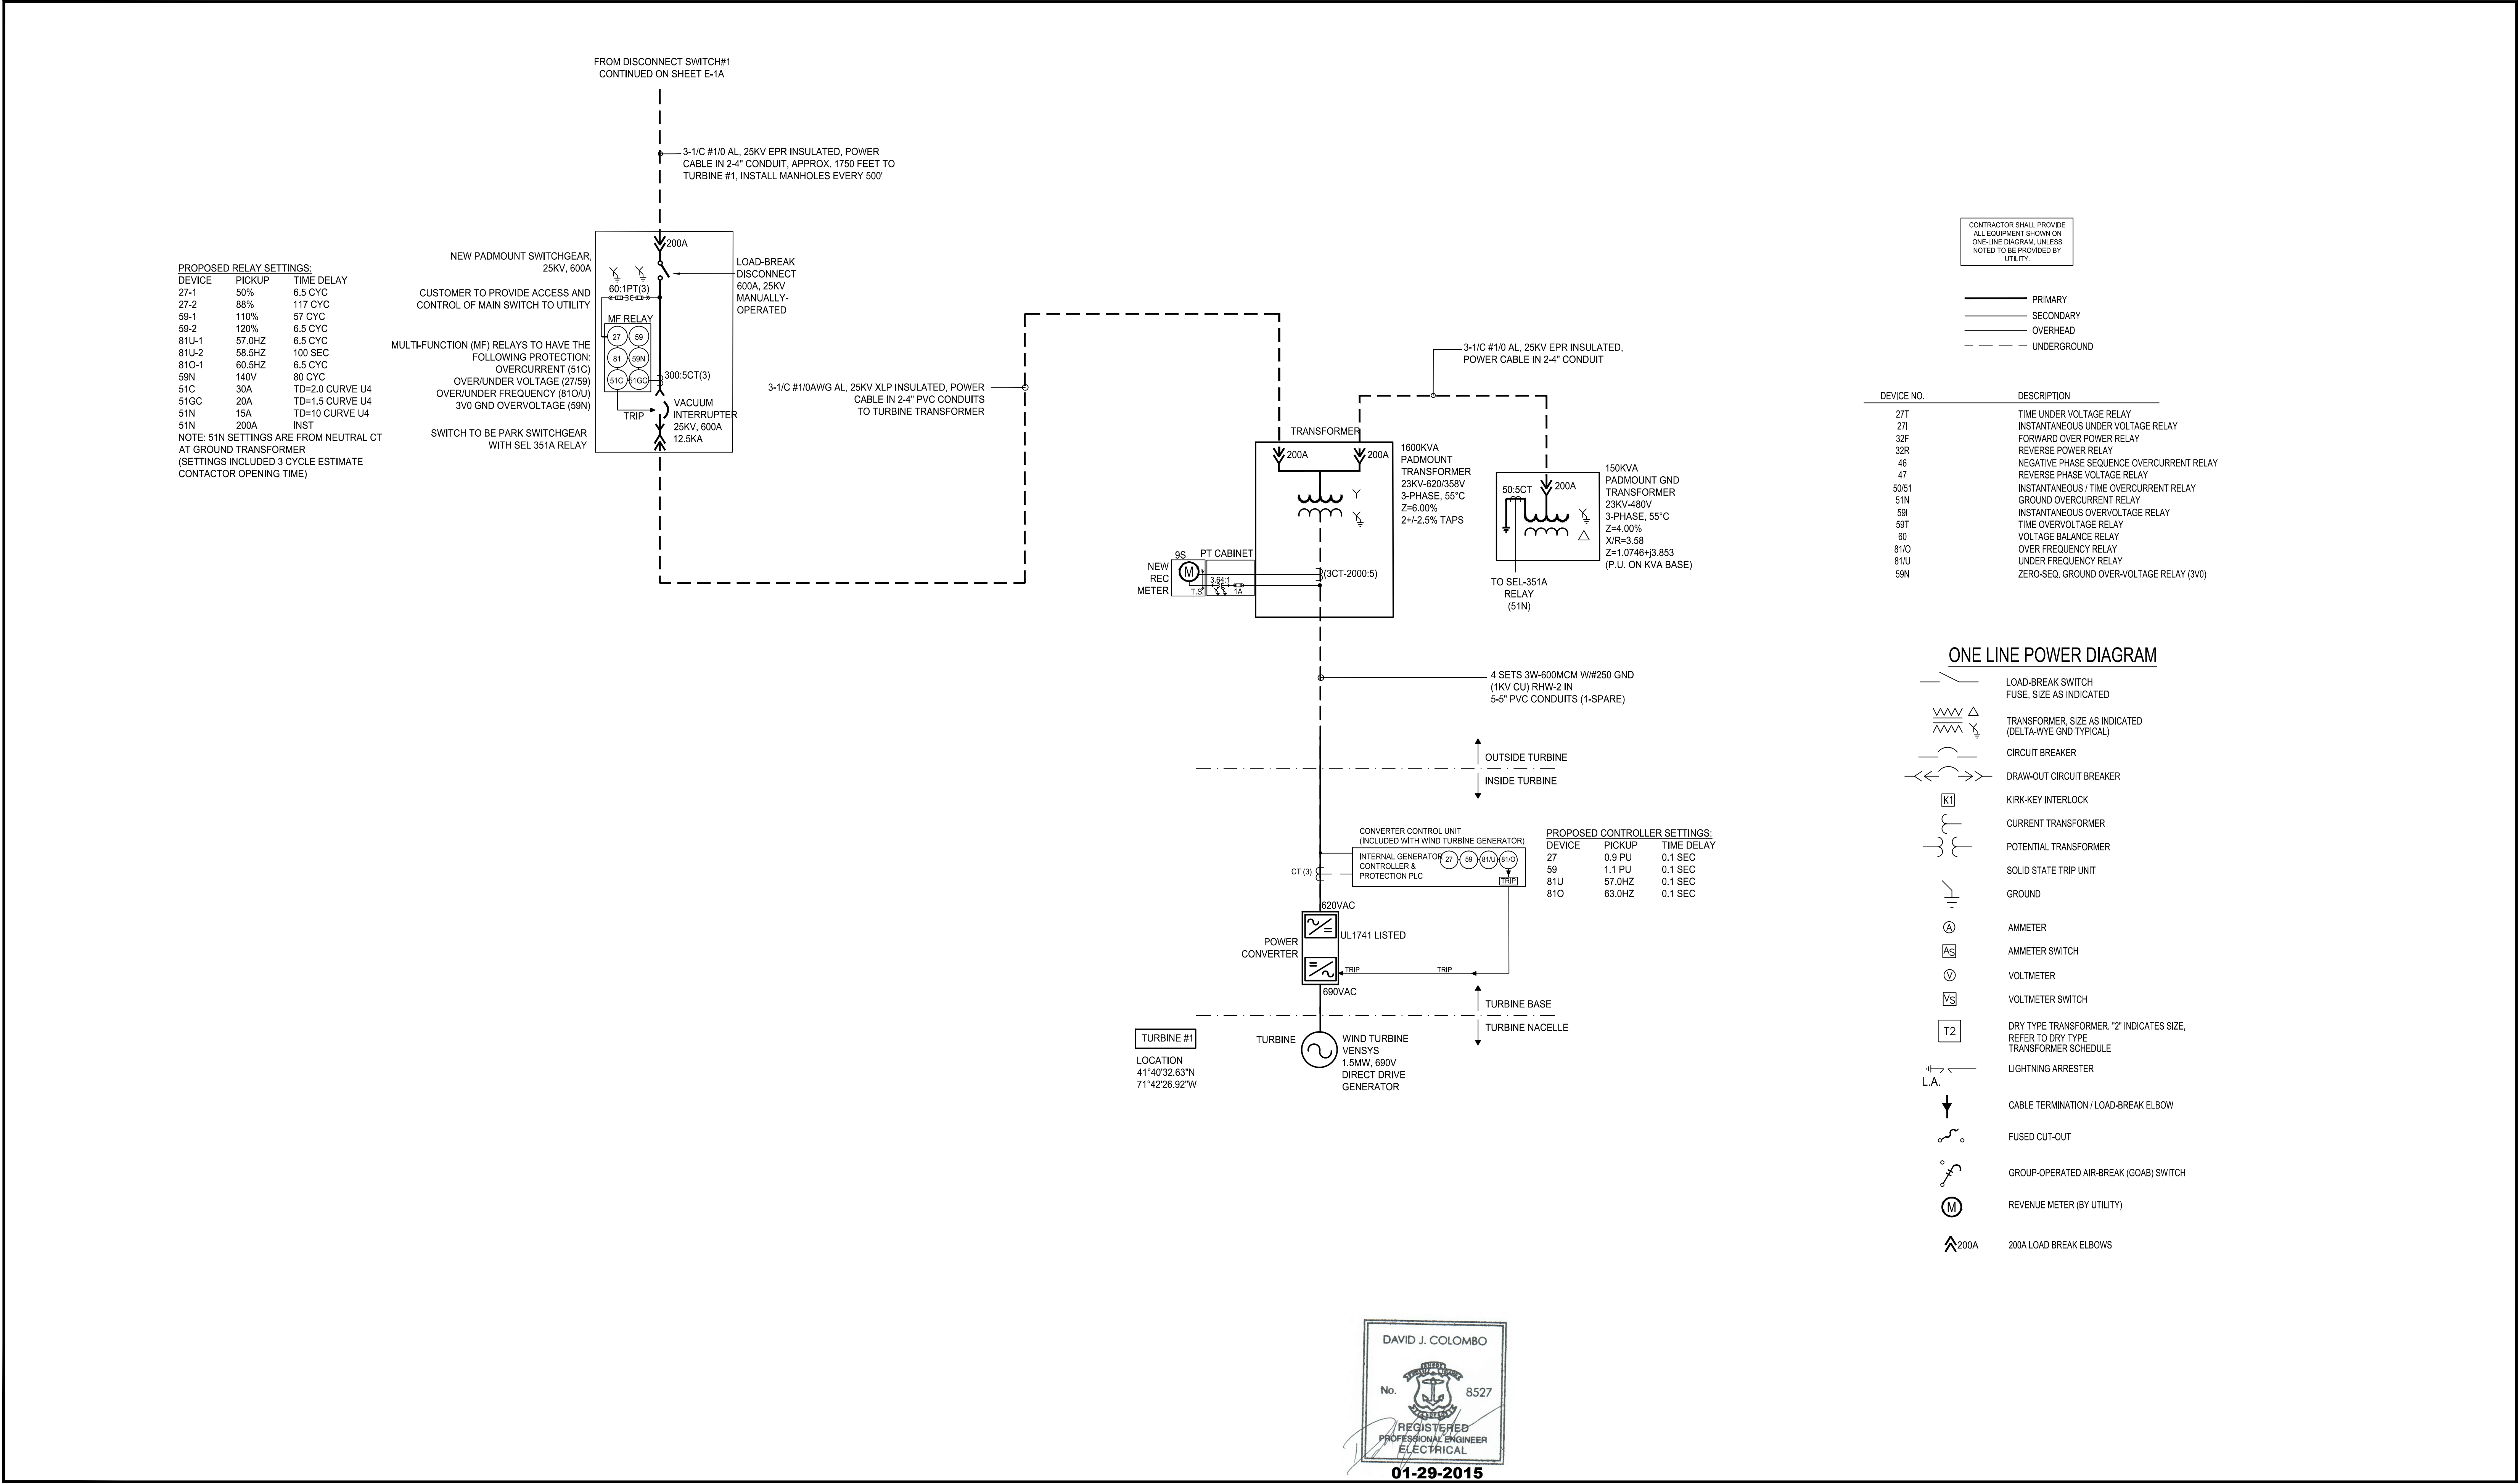 FROM DISCONNECT SWITCH#1
CONTINUED ON SHEET E-1A
3-1/C #1/0 AL, 25KV EPR INSULATED, POWER
CABLE IN 2-4" CONDUIT, APPROX. 1750 FEET TO
TURBINE #1, INSTALL MANHOLES EVERY 500'
PROPOSED RELAY SETTINGS:
DEVICE PICKUP TIME DELAY
27-1 50% 6.5 CYC
27-2 88% 117 CYC
59-1 110% 57 CYC
59-2 120% 6.5 CYC
81U-1 57.0HZ 6.5 CYC
81U-2 58.5HZ 100 SEC
81O-1 60.5HZ 6.5 CYC
59N 140V 80 CYC
51C 30A TD=2.0 CURVE U4
51GC 20A TD=1.5 CURVE U4
51N 15A TD=10 CURVE U4
51N 200A INST
NOTE: 51N SETTINGS ARE FROM NEUTRAL CT
AT GROUND TRANSFORMER
(SETTINGS INCLUDED 3 CYCLE ESTIMATE
CONTACTOR OPENING TIME)
NEW PADMOUNT SWITCHGEAR,
25KV, 600A
CUSTOMER TO PROVIDE ACCESS AND
CONTROL OF MAIN SWITCH TO UTILITY
MULTI-FUNCTION (MF) RELAYS TO HAVE THE
FOLLOWING PROTECTION:
OVERCURRENT (51C)
OVER/UNDER VOLTAGE (27/59)
OVER/UNDER FREQUENCY (81O/U)
3V0 GND OVERVOLTAGE (59N)
SWITCH TO BE PARK SWITCHGEAR
WITH SEL 351A RELAY
200A
60:1PT(3)
MF RELAY
27 59
81 59N
51C 51GC
300:5CT(3)
TRIP
VACUUM
INTERRUPTER
25KV, 600A
12.5KA
LOAD-BREAK
DISCONNECT
600A, 25KV
MANUALLY-
OPERATED
3-1/C #1/0AWG AL, 25KV XLP INSULATED, POWER
CABLE IN 2-4" PVC CONDUITS
TO TURBINE TRANSFORMER
3-1/C #1/0 AL, 25KV EPR INSULATED,
POWER CABLE IN 2-4" CONDUIT
TRANSFORMER
200A
200A
1600KVA
PADMOUNT
TRANSFORMER
23KV-620/358V
3-PHASE, 55°C
Z=6.00%
2+/-2.5% TAPS
50:5CT
200A
150KVA
PADMOUNT GND
TRANSFORMER
23KV-480V
3-PHASE, 55°C
Z=4.00%
X/R=3.58
Z=1.0746+j3.853
(P.U. ON KVA BASE)
TO SEL-351A
RELAY
(51N)
9S PT CABINET
NEW
REC
METER
M
3.64:1
T.S.
1A
(3CT-2000:5)
4 SETS 3W-600MCM W/#250 GND
(1KV CU) RHW-2 IN
5-5" PVC CONDUITS (1-SPARE)
OUTSIDE TURBINE
INSIDE TURBINE
CONVERTER CONTROL UNIT
(INCLUDED WITH WIND TURBINE GENERATOR)
INTERNAL GENERATOR
CONTROLLER &
PROTECTION PLC
27 59 81/U 81/O
TRIP
CT (3)
PROPOSED CONTROLLER SETTINGS:
DEVICE PICKUP TIME DELAY
27 0.9 PU 0.1 SEC
59 1.1 PU 0.1 SEC
81U 57.0HZ 0.1 SEC
81O 63.0HZ 0.1 SEC
620VAC
POWER
CONVERTER
UL1741 LISTED
TRIP TRIP
690VAC
TURBINE BASE
TURBINE NACELLE
TURBINE #1
LOCATION
41°40'32.63"N
71°42'26.92"W
TURBINE
WIND TURBINE
VENSYS
1.5MW, 690V
DIRECT DRIVE
GENERATOR
CONTRACTOR SHALL PROVIDE
ALL EQUIPMENT SHOWN ON
ONE-LINE DIAGRAM, UNLESS
NOTED TO BE PROVIDED BY
UTILITY.
PRIMARY
SECONDARY
OVERHEAD
UNDERGROUND
DEVICE NO. DESCRIPTION
27T TIME UNDER VOLTAGE RELAY
27I INSTANTANEOUS UNDER VOLTAGE RELAY
32F FORWARD OVER POWER RELAY
32R REVERSE POWER RELAY
46 NEGATIVE PHASE SEQUENCE OVERCURRENT RELAY
47 REVERSE PHASE VOLTAGE RELAY
50/51 INSTANTANEOUS / TIME OVERCURRENT RELAY
51N GROUND OVERCURRENT RELAY
59I INSTANTANEOUS OVERVOLTAGE RELAY
59T TIME OVERVOLTAGE RELAY
60 VOLTAGE BALANCE RELAY
81/O OVER FREQUENCY RELAY
81/U UNDER FREQUENCY RELAY
59N ZERO-SEQ. GROUND OVER-VOLTAGE RELAY (3V0)
ONE LINE POWER DIAGRAM
LOAD-BREAK SWITCH
FUSE, SIZE AS INDICATED
TRANSFORMER, SIZE AS INDICATED
(DELTA-WYE GND TYPICAL)
CIRCUIT BREAKER
DRAW-OUT CIRCUIT BREAKER
K1 KIRK-KEY INTERLOCK
CURRENT TRANSFORMER
POTENTIAL TRANSFORMER
SOLID STATE TRIP UNIT
GROUND
A AMMETER
AS AMMETER SWITCH
V VOLTMETER
VS VOLTMETER SWITCH
T2 DRY TYPE TRANSFORMER. "2" INDICATES SIZE,
REFER TO DRY TYPE
TRANSFORMER SCHEDULE
LIGHTNING ARRESTER
L.A.
CABLE TERMINATION / LOAD-BREAK ELBOW
FUSED CUT-OUT
GROUP-OPERATED AIR-BREAK (GOAB) SWITCH
M REVENUE METER (BY UTILITY)
200A 200A LOAD BREAK ELBOWS
DAVID J. COLOMBO
No. 8527
REGISTERED
PROFESSIONAL ENGINEER
ELECTRICAL
01-29-2015